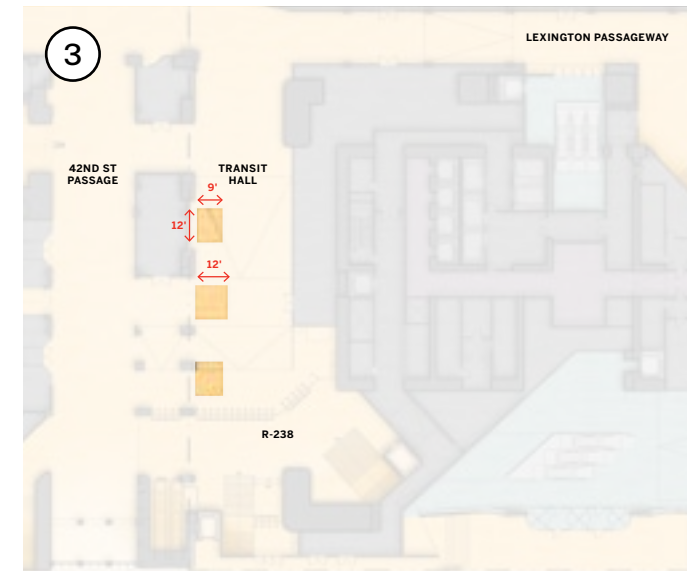 3
LEXINGTON PASSAGEWAY
42ND ST
PASSAGE
TRANSIT
HALL
9'
12'
12'
R-238